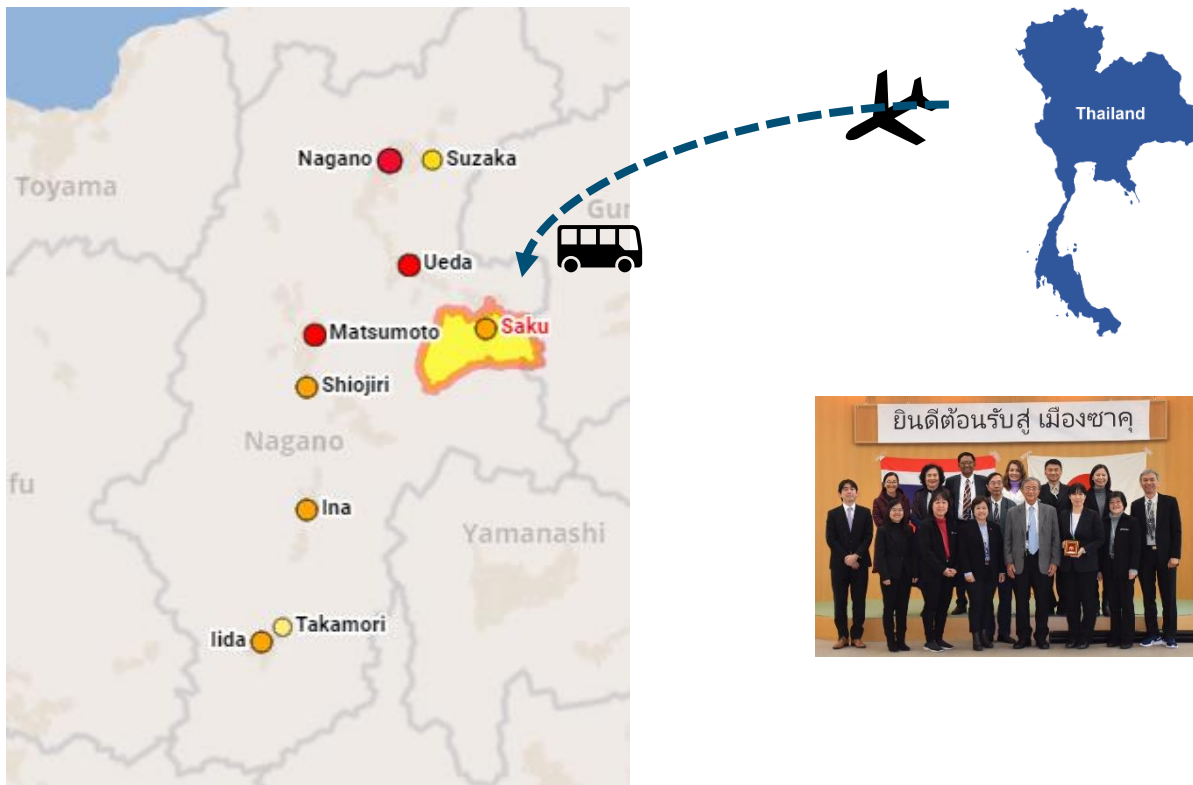 Nagano
Suzaka
Toyama
Gun
Ueda
Saku
Matsumoto
Shiojiri
Nagano
fu
Ina
Yamanashi
Takamori
Iida
Thailand
ยินดีต้อนรับสู่ เมืองซาคุ